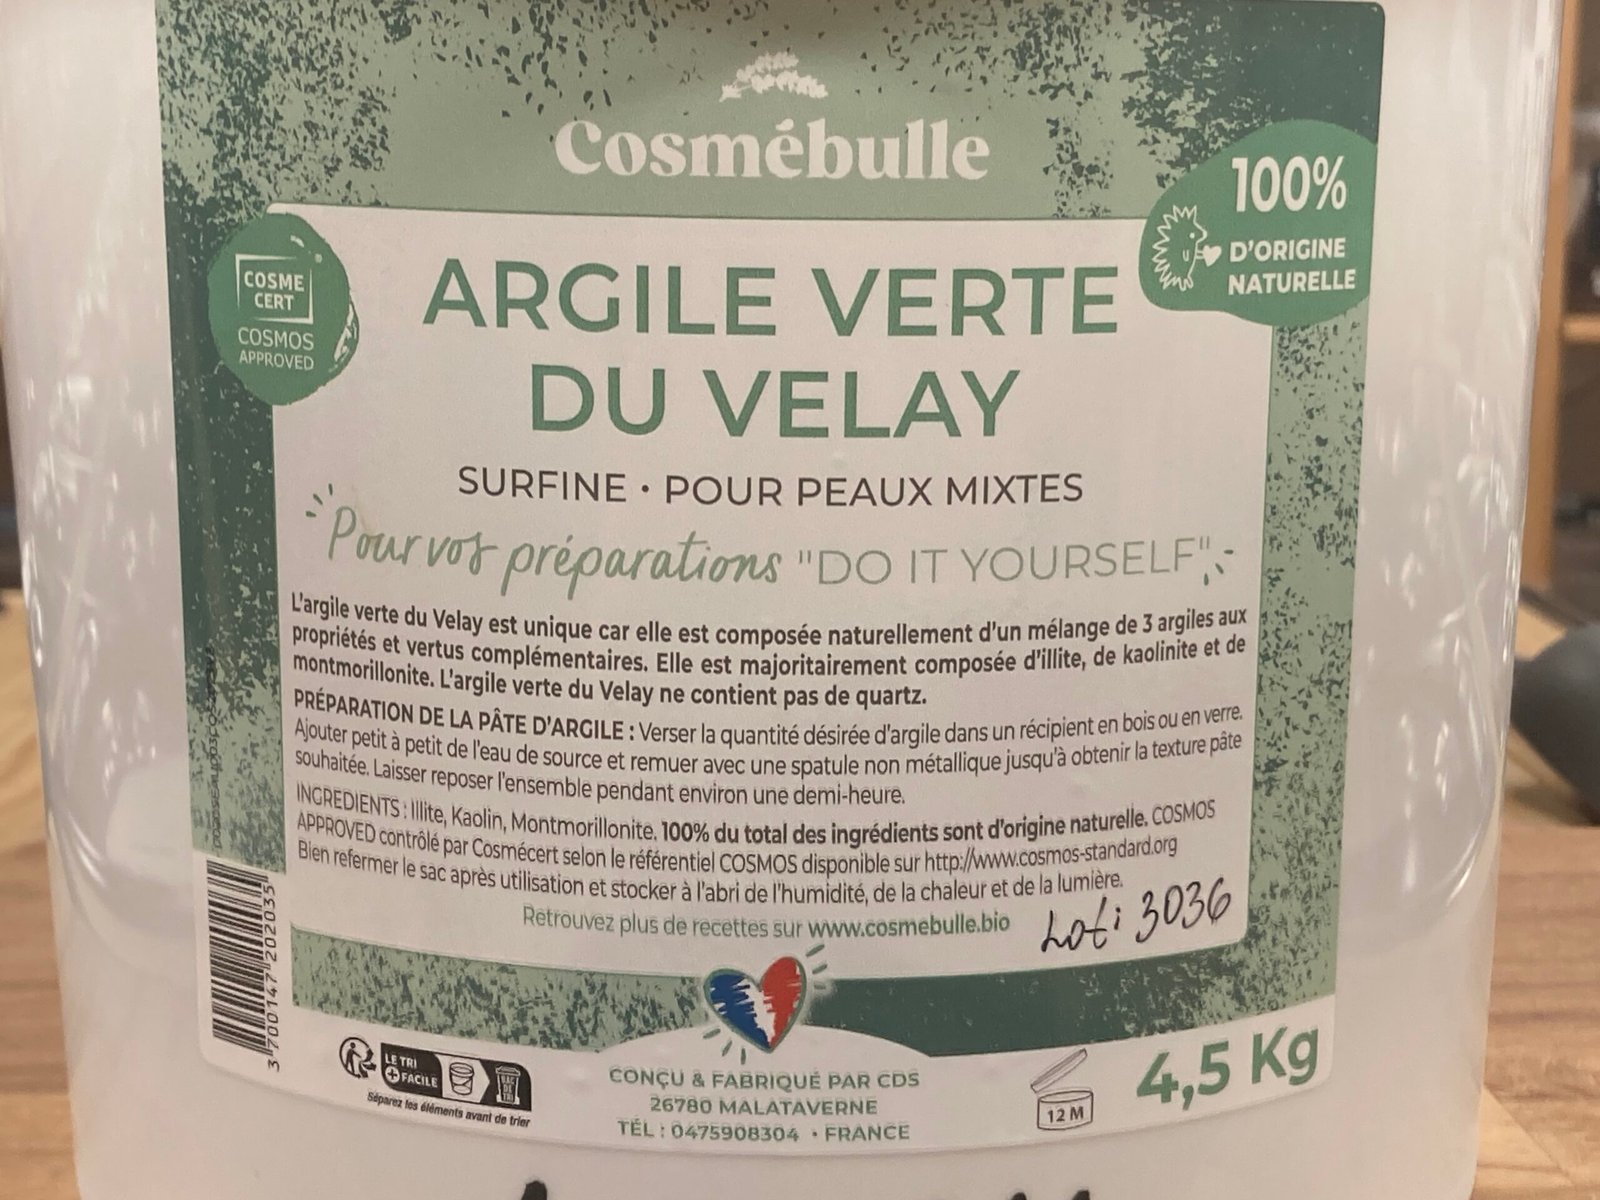 Cosmébulle
100%
D'ORIGINE
NATURELLE
COSME
CERT
COSMOS
APPROVED
ARGILE VERTE
DU VELAY
SURFINE • POUR PEAUX MIXTES
Pour vos préparations "DO IT YOURSELF"
L'argile verte du Velay est unique car elle est composée naturellement d'un mélange de 3 argiles aux
propriétés et vertus complémentaires. Elle est majoritairement composée d'illite, de kaolinite et de
montmorillonite. L'argile verte du Velay ne contient pas de quartz.
PRÉPARATION DE LA PÂTE D'ARGILE : Verser la quantité désirée d'argile dans un récipient en bois ou en verre.
Ajouter petit à petit de l'eau de source et remuer avec une spatule non métallique jusqu'à obtenir la texture pâte
souhaitée. Laisser reposer l'ensemble pendant environ une demi-heure.
INGREDIENTS : Illite, Kaolin, Montmorillonite. 100% du total des ingrédients sont d'origine naturelle. COSMOS
APPROVED contrôlé par Cosmécert selon le référentiel COSMOS disponible sur http://www.cosmos-standard.org
Bien refermer le sac après utilisation et stocker à l'abri de l'humidité, de la chaleur et de la lumière.
Retrouvez plus de recettes sur www.cosmebulle.bio
Lot: 3036
3 700147 202035
LE TRI
+ FACILE
BAC
DE
TRI
Séparez les éléments avant de trier
CONÇU & FABRIQUÉ PAR CDS
26780 MALATAVERNE
TÉL : 0475908304 • FRANCE
12 M
4,5 Kg